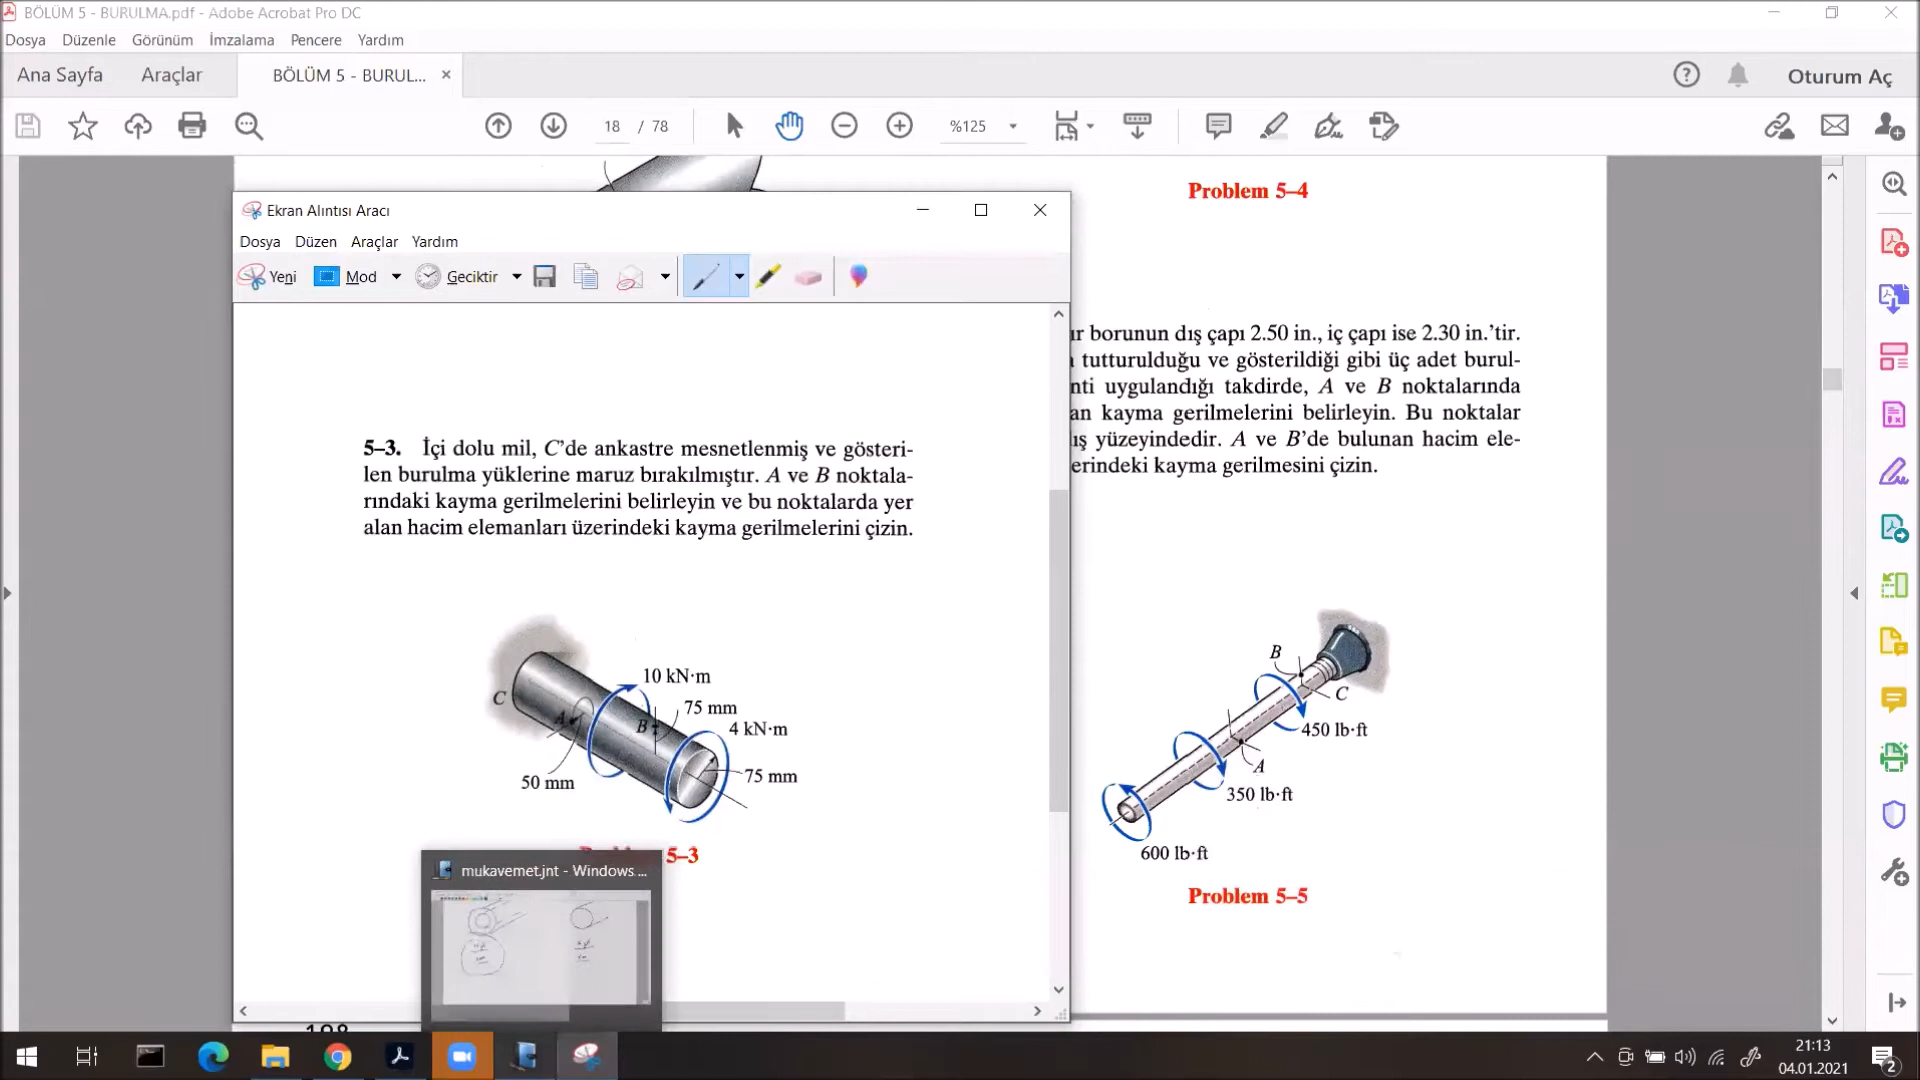 BÖLÜM 5 - BURULMA.pdf - Adobe Acrobat Pro DC
Dosya Düzenle Görünüm İmzalama Pencere Yardım
Ana Sayfa Araçlar BÖLÜM 5 - BURUL... ×
Oturum Aç
18 / 78
%125
Problem 5–4
Ekran Alıntısı Aracı
Dosya Düzen Araçlar Yardım
Yeni Mod Geciktir
5–3. İçi dolu mil, C’de ankastre mesnetlenmiş ve gösteri-
len burulma yüklerine maruz bırakılmıştır. A ve B noktala-
rındaki kayma gerilmelerini belirleyin ve bu noktalarda yer
alan hacim elemanları üzerindeki kayma gerilmelerini çizin.
C
10 kN·m
A
B
75 mm
4 kN·m
75 mm
50 mm
5–3
borunun dış çapı 2.50 in., iç çapı ise 2.30 in.’tir.
tutturulduğu ve gösterildiği gibi üç adet burul-
nti uygulandığı takdirde, A ve B noktalarında
an kayma gerilmelerini belirleyin. Bu noktalar
ış yüzeyindedir. A ve B’de bulunan hacim ele-
erindeki kayma gerilmesini çizin.
B
C
450 lb·ft
A
350 lb·ft
600 lb·ft
Problem 5–5
mukavemet.jnt - Windows ...
21:13
04.01.2021
2